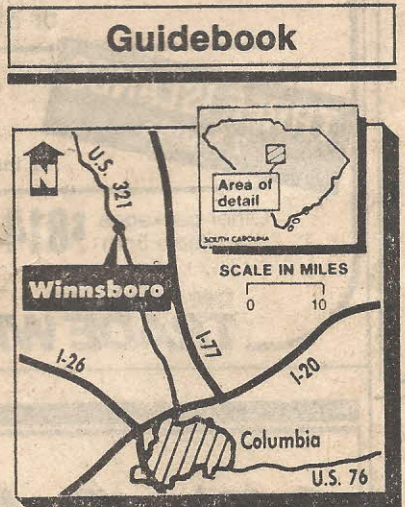 Guidebook
N
U.S. 321
Area of
detail
SOUTH CAROLINA
SCALE IN MILES
0 10
Winnsboro
I-77
I-26
I-20
Columbia
U.S. 76